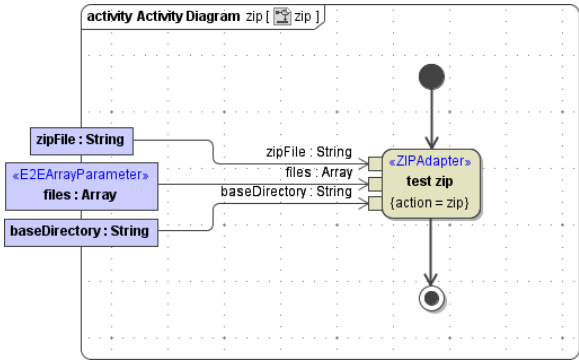 activity Activity Diagram zip [ zip ]
zipFile : String
«E2EArrayParameter»
files : Array
baseDirectory : String
zipFile : String
files : Array
baseDirectory : String
«ZIPAdapter»
test zip
{action = zip}